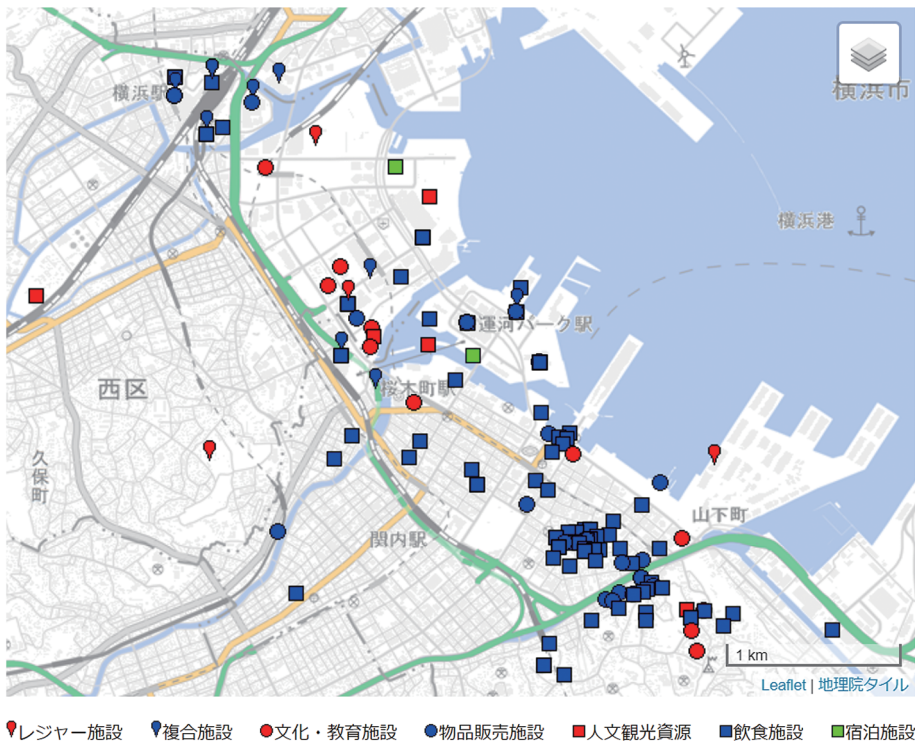 横浜駅
横浜市
横浜港
運河パーク駅
桜木町駅
西区
久保町
山下町
関内駅
1 km
Leaflet | 地理院タイル
レジャー施設 複合施設 文化・教育施設 物品販売施設 人文観光資源 飲食施設 宿泊施設